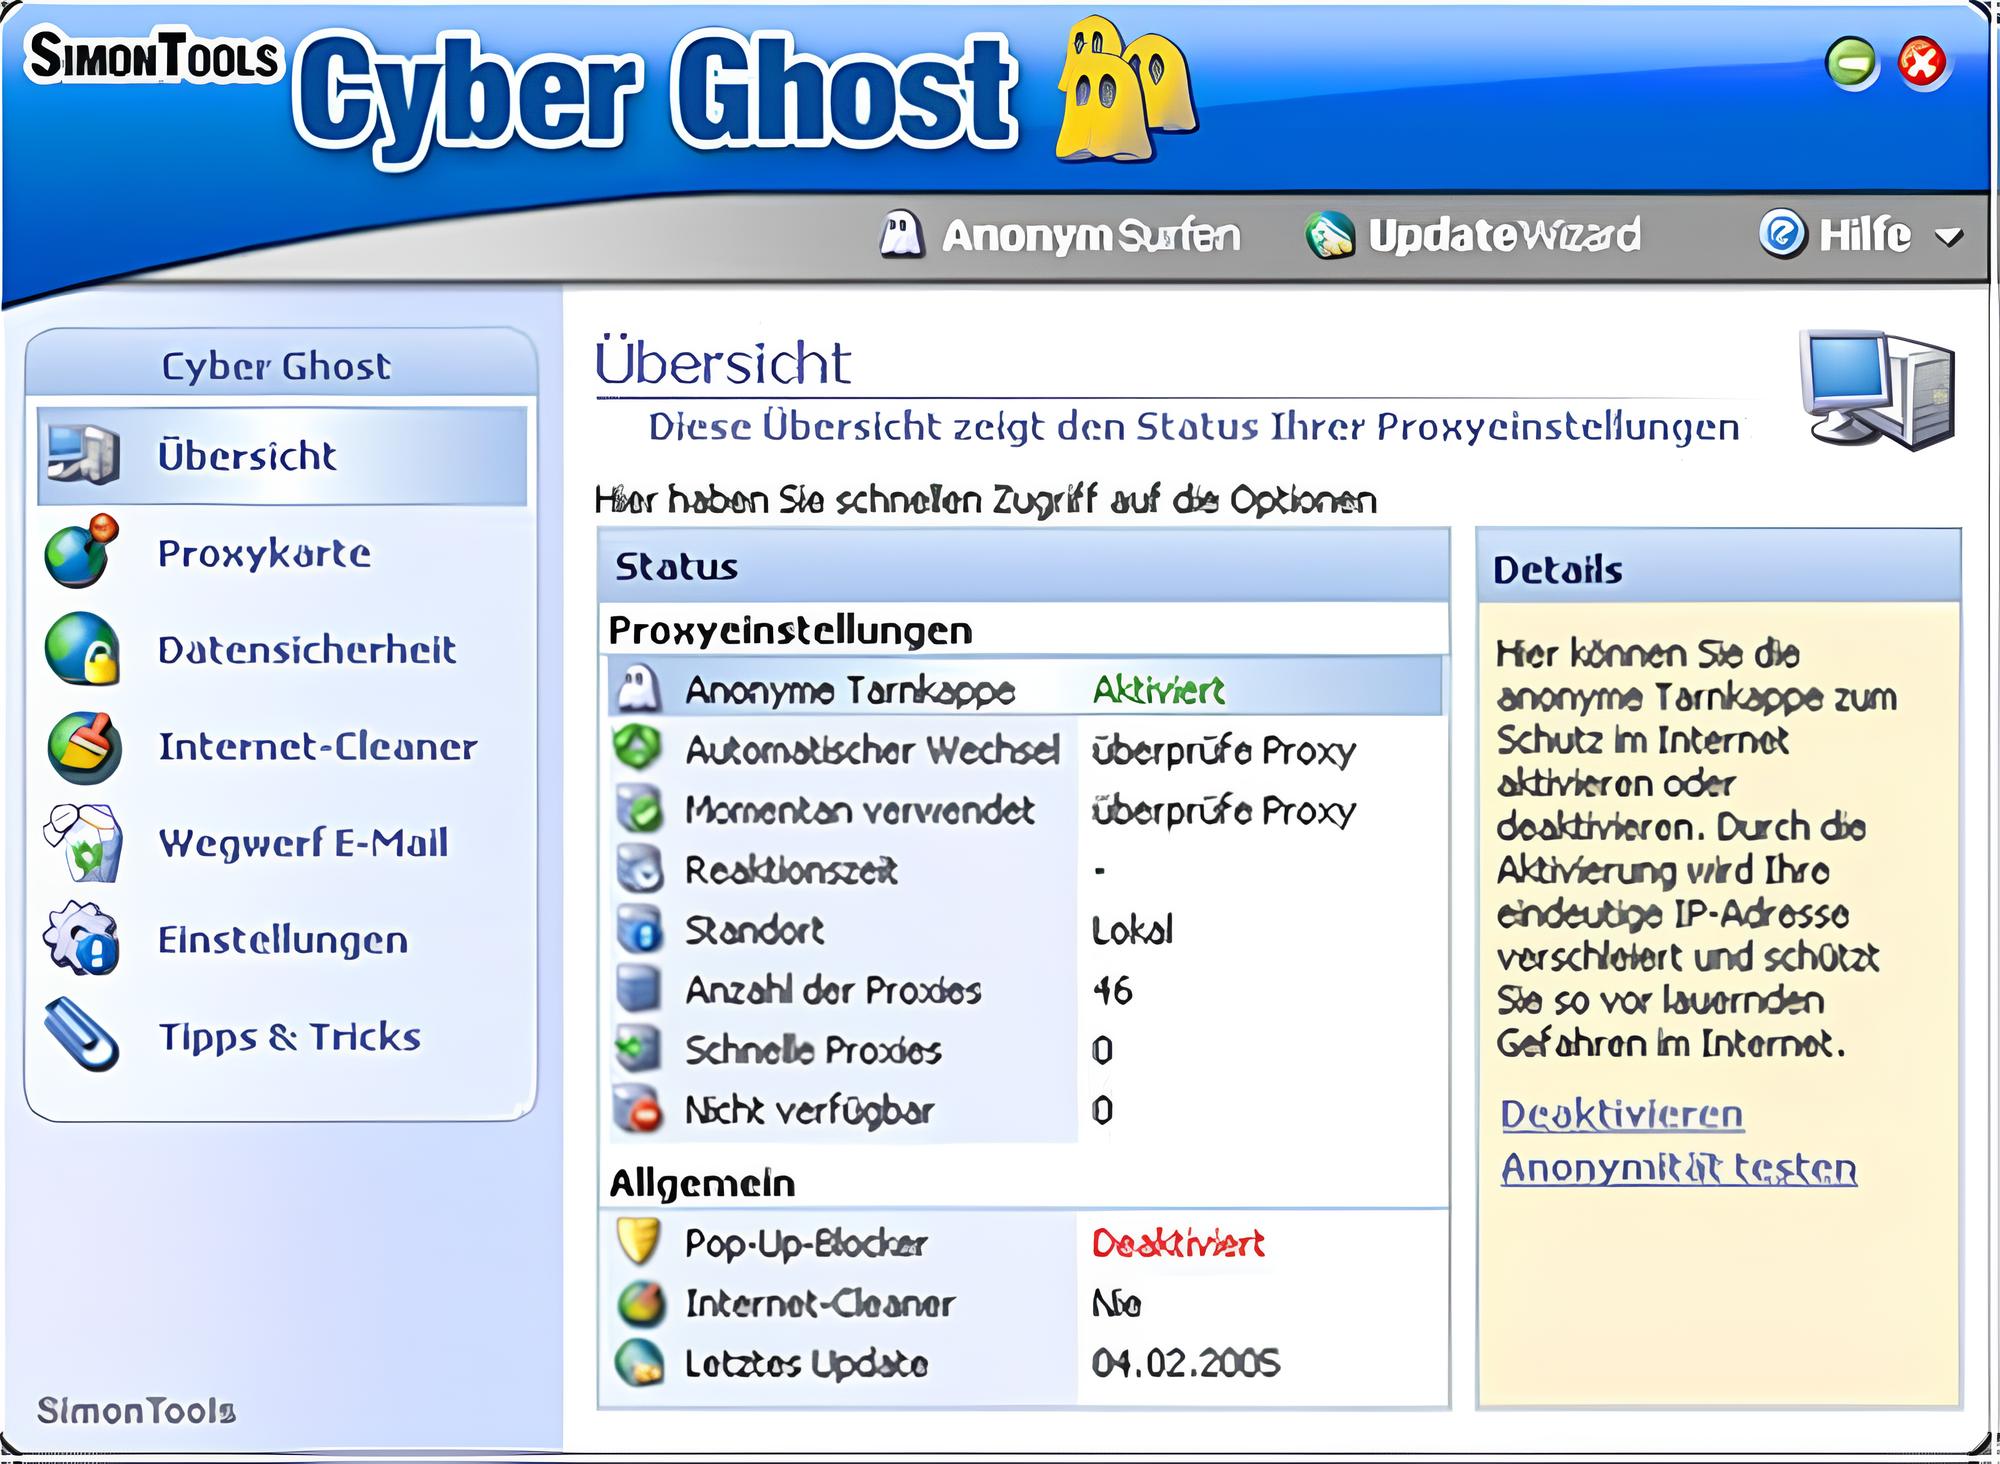 SIMONTOOLS Cyber Ghost
AnonymSurfen UpdateWizard Hilfe
Cyber Ghost
Übersicht
Proxykarte
Datensicherheit
Internet-Cleaner
Wegwerf E-Mail
Einstellungen
Tipps & Tricks
SimonTools
Übersicht
Diese Übersicht zeigt den Status Ihrer Proxyeinstellungen
Hier haben Sie schnellen Zugriff auf die Optionen
Status
Proxyeinstellungen
Anonyme Tarnkappe Aktiviert
Automatischer Wechsel überprüfe Proxy
Momentan verwendet überprüfe Proxy
Reaktionszeit -
Standort Lokal
Anzahl der Proxies 46
Schnelle Proxies 0
Nicht verfügbar 0
Allgemein
Pop-Up-Blocker Deaktiviert
Internet-Cleaner Nie
Letztes Update 04.02.2005
Details
Hier können Sie die
anonyme Tarnkappe zum
Schutz im Internet
aktivieren oder
deaktivieren. Durch die
Aktivierung wird Ihre
eindeutige IP-Adresse
verschleiert und schützt
Sie so vor lauernden
Gefahren im Internet.
Deaktivieren
Anonymität testen